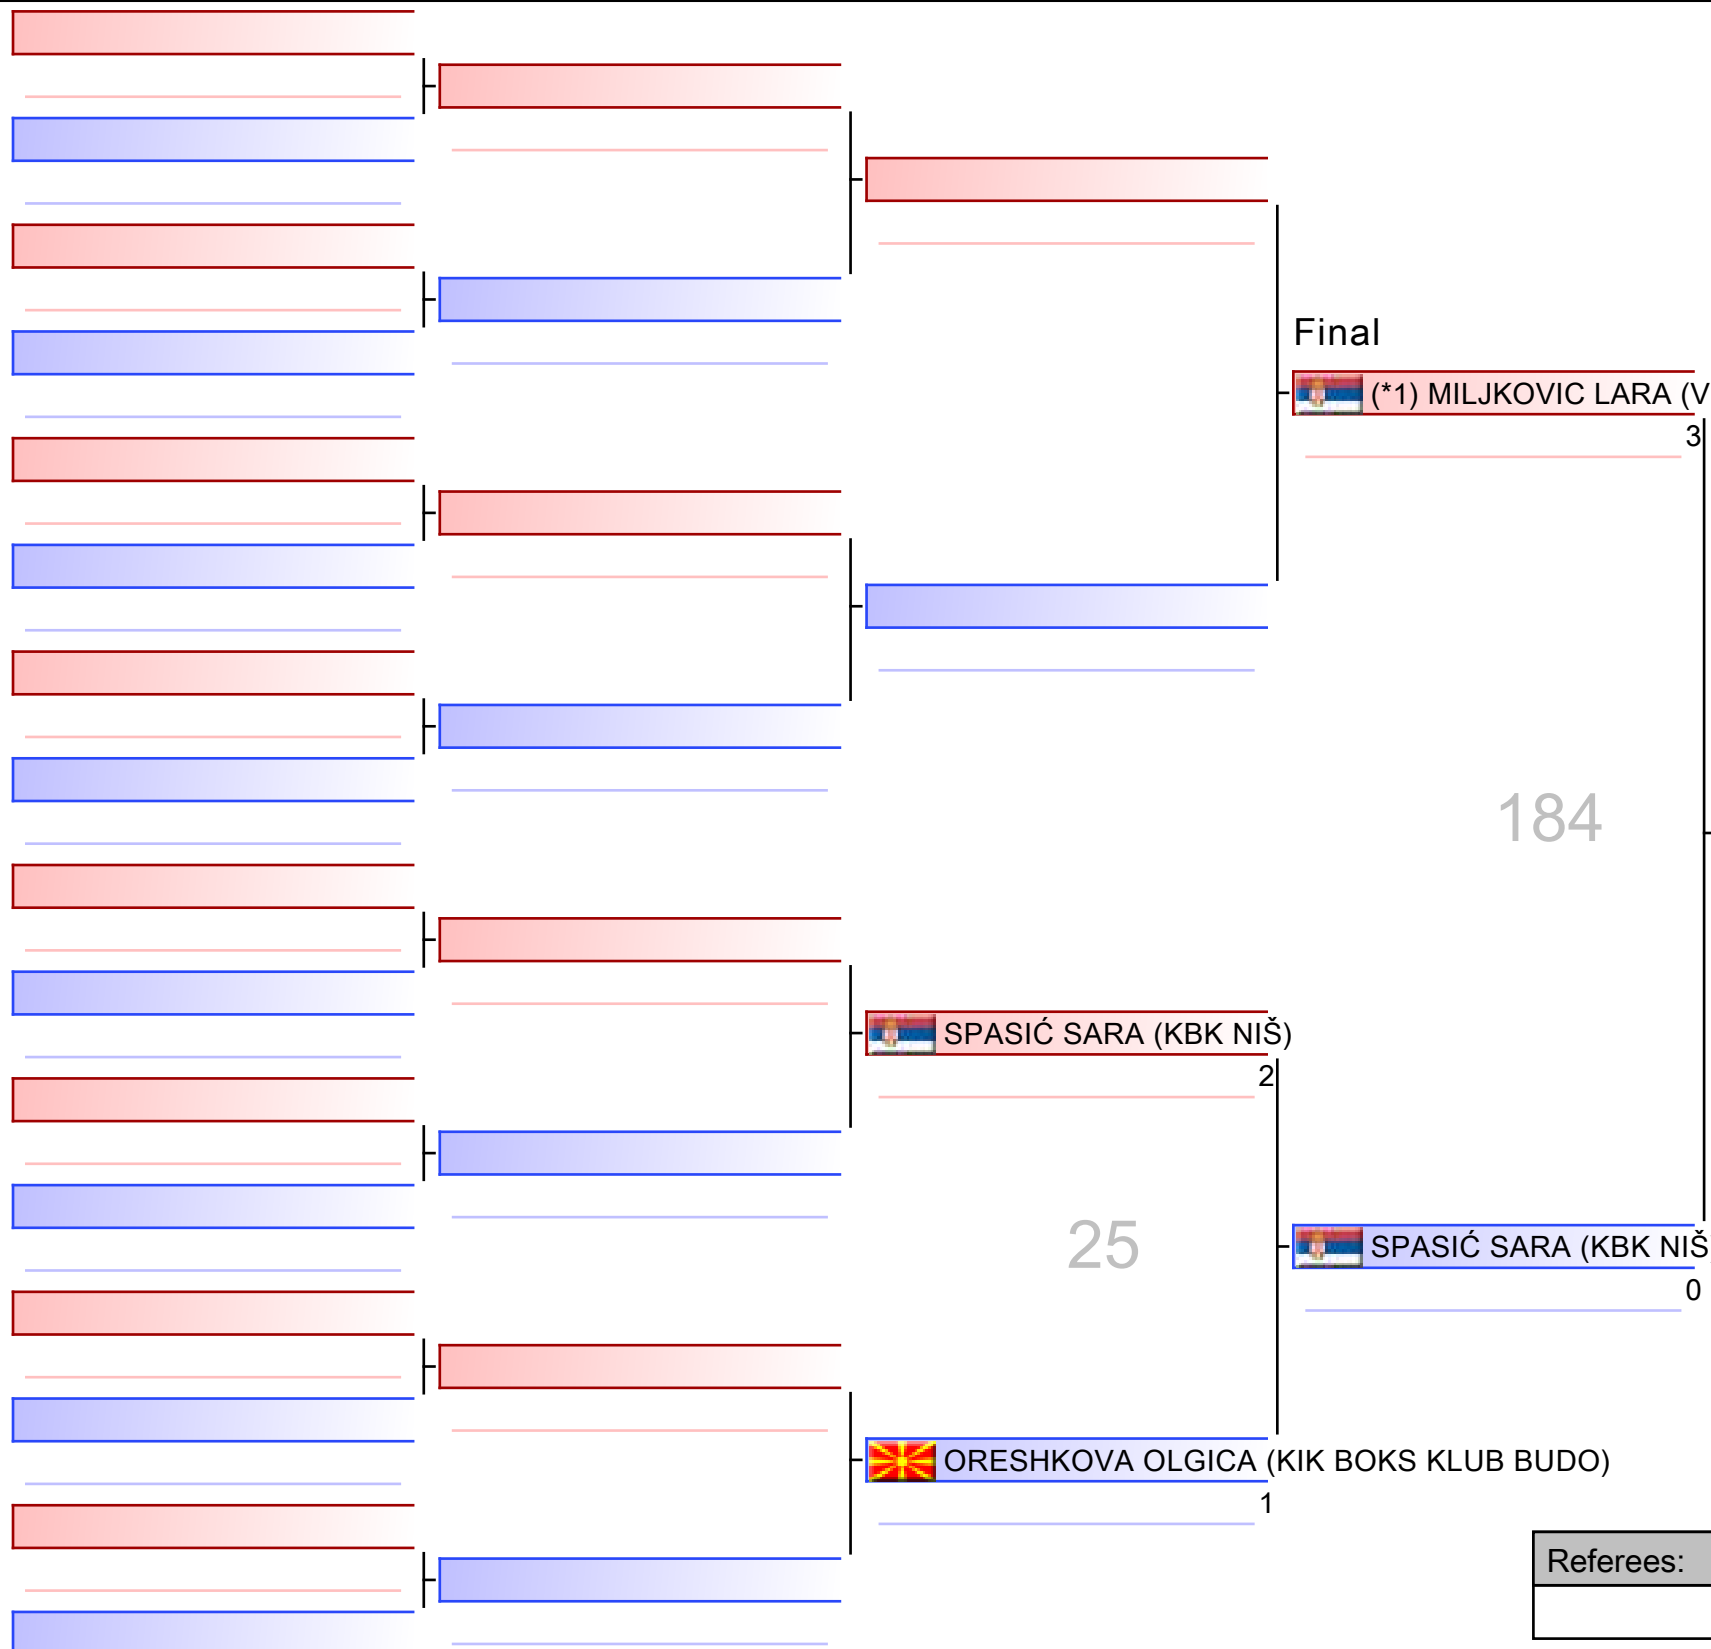 Final
(*1) MILJKOVIC LARA (V
3
184
SPASIĆ SARA (KBK NIŠ)
2
25
SPASIĆ SARA (KBK NIŠ
0
ORESHKOVA OLGICA (KIK BOKS KLUB BUDO)
1
Referees: